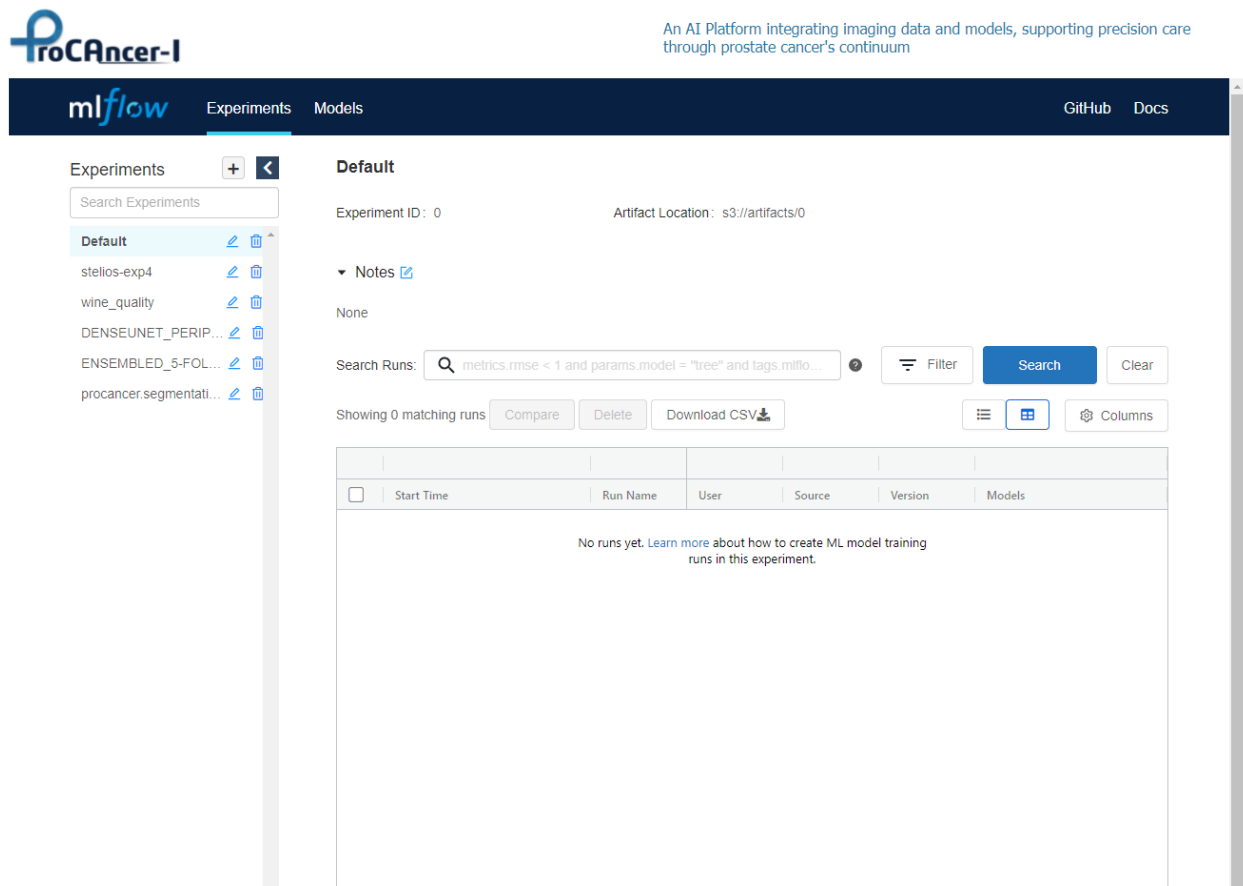 ProCAncer-I
An AI Platform integrating imaging data and models, supporting precision care
through prostate cancer's continuum
mlflow Experiments Models GitHub Docs
Experiments
Search Experiments
Default
stelios-exp4
wine_quality
DENSEUNET_PERIP...
ENSEMBLED_5-FOL...
procancer.segmentati...
Default
Experiment ID: 0 Artifact Location: s3://artifacts/0
Notes
None
Search Runs: metrics.rmse < 1 and params.model = "tree" and tags.mlflo... Filter Search Clear
Showing 0 matching runs Compare Delete Download CSV Columns
Start Time Run Name User Source Version Models
No runs yet. Learn more about how to create ML model training
runs in this experiment.